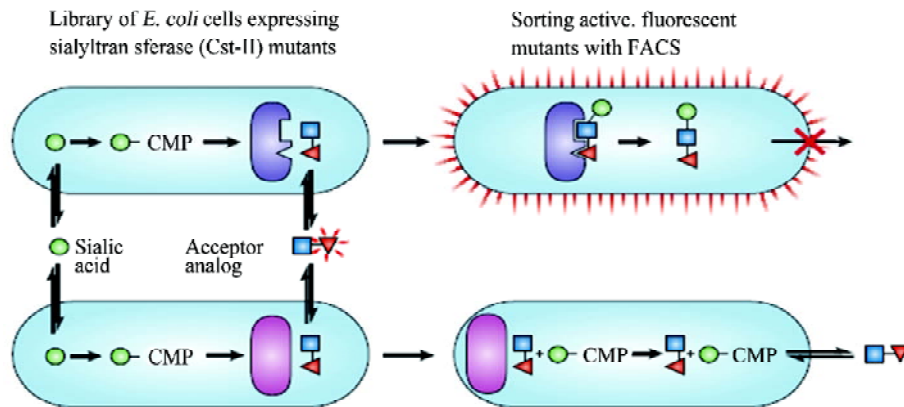 Library of E. coli cells expressing
sialyltran sferase (Cst-II) mutants
Sorting active. fluorescent
mutants with FACS
CMP
Sialic
acid
Acceptor
analog
CMP
+ CMP + CMP